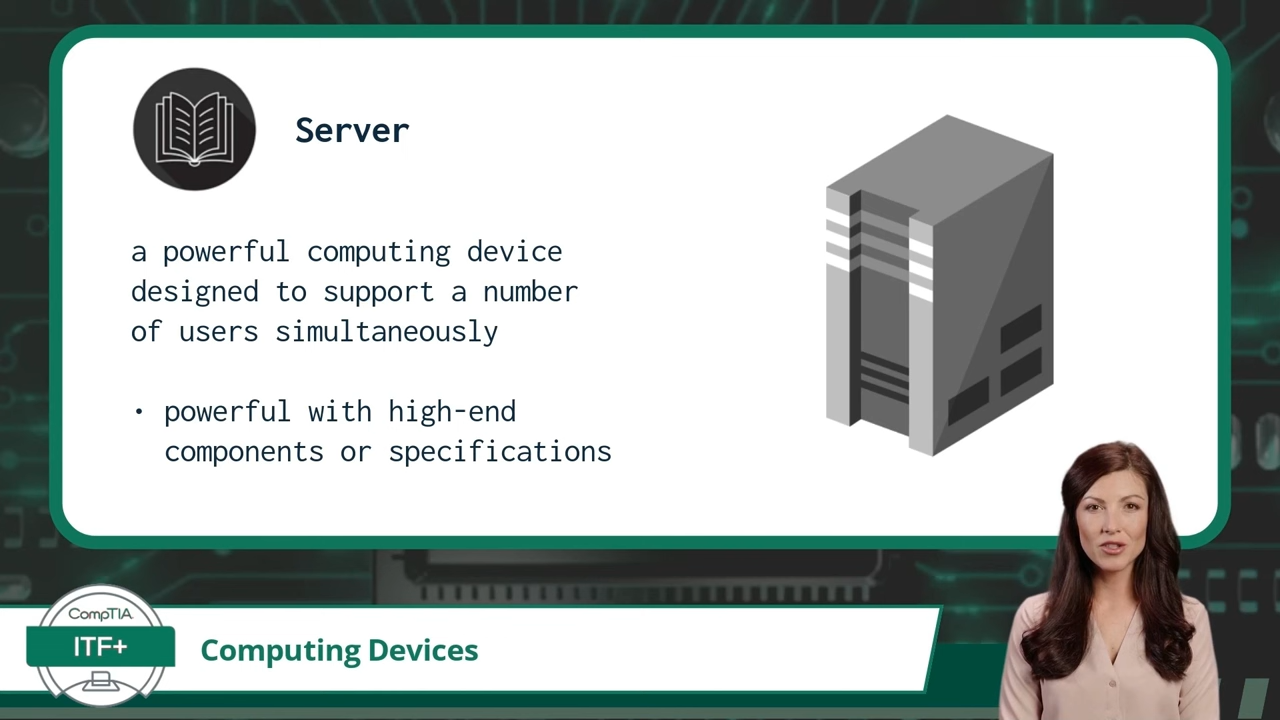 Server
a powerful computing device
designed to support a number
of users simultaneously
• powerful with high-end
components or specifications
CompTIA
ITF+
Computing Devices